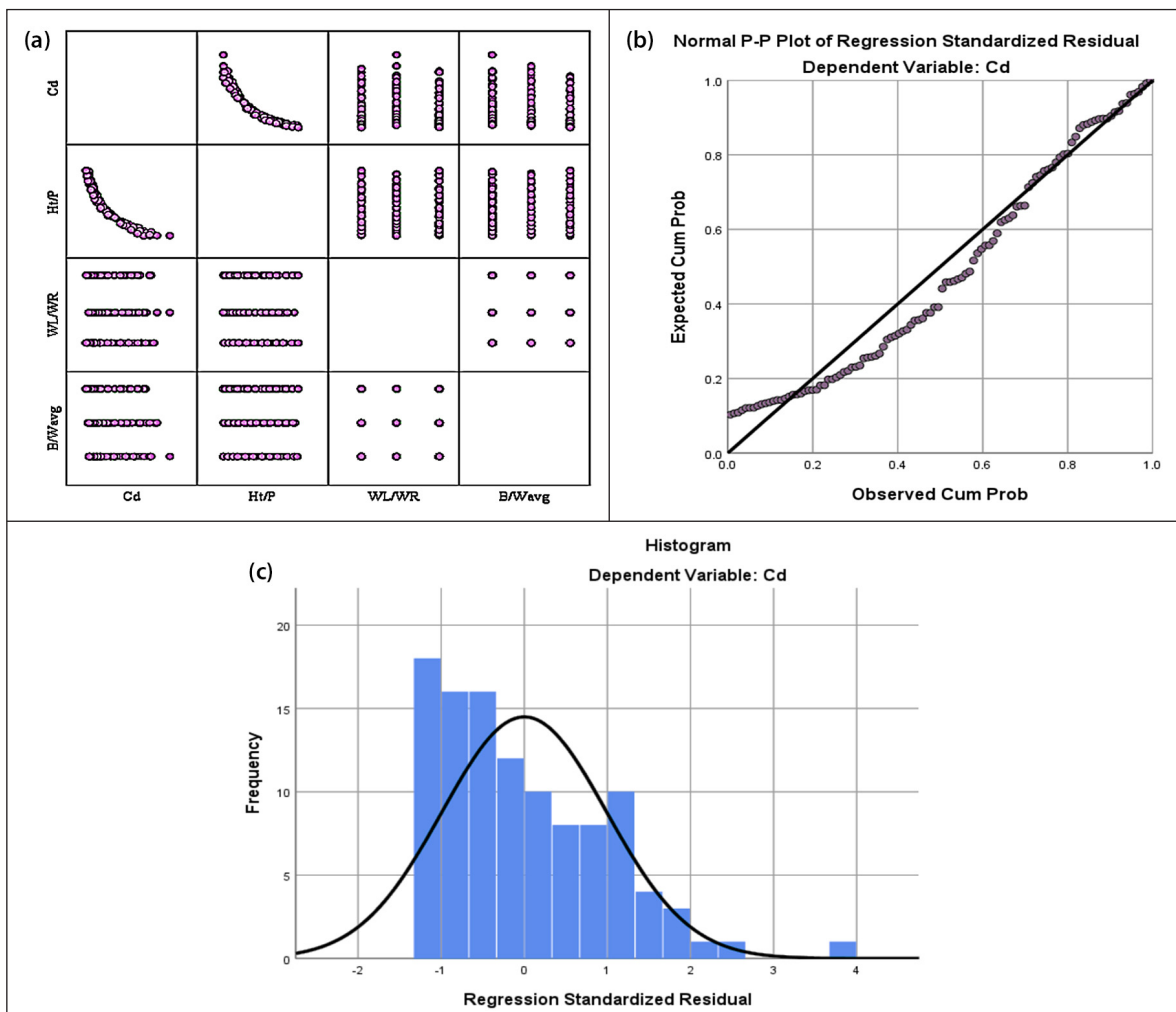 (a)
Cd
Ht/P
WL/WR
B/Wavg
Cd Ht/P WL/WR B/Wavg
(b) Normal P-P Plot of Regression Standardized Residual
Dependent Variable: Cd
Expected Cum Prob
1.0
0.8
0.6
0.4
0.2
0.0
0.0 0.2 0.4 0.6 0.8 1.0
Observed Cum Prob
Histogram
(c) Dependent Variable: Cd
Frequency
20
15
10
5
0
-2 -1 0 1 2 3 4
Regression Standardized Residual